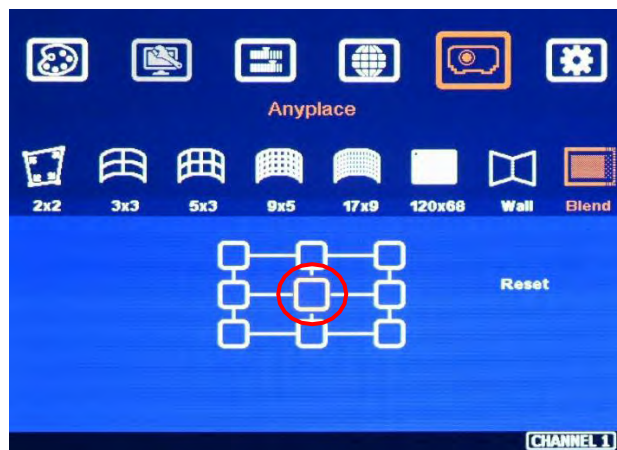 Anyplace
2x2 3x3 5x3 9x5 17x9 120x68 Wall Blend
Reset
CHANNEL 1